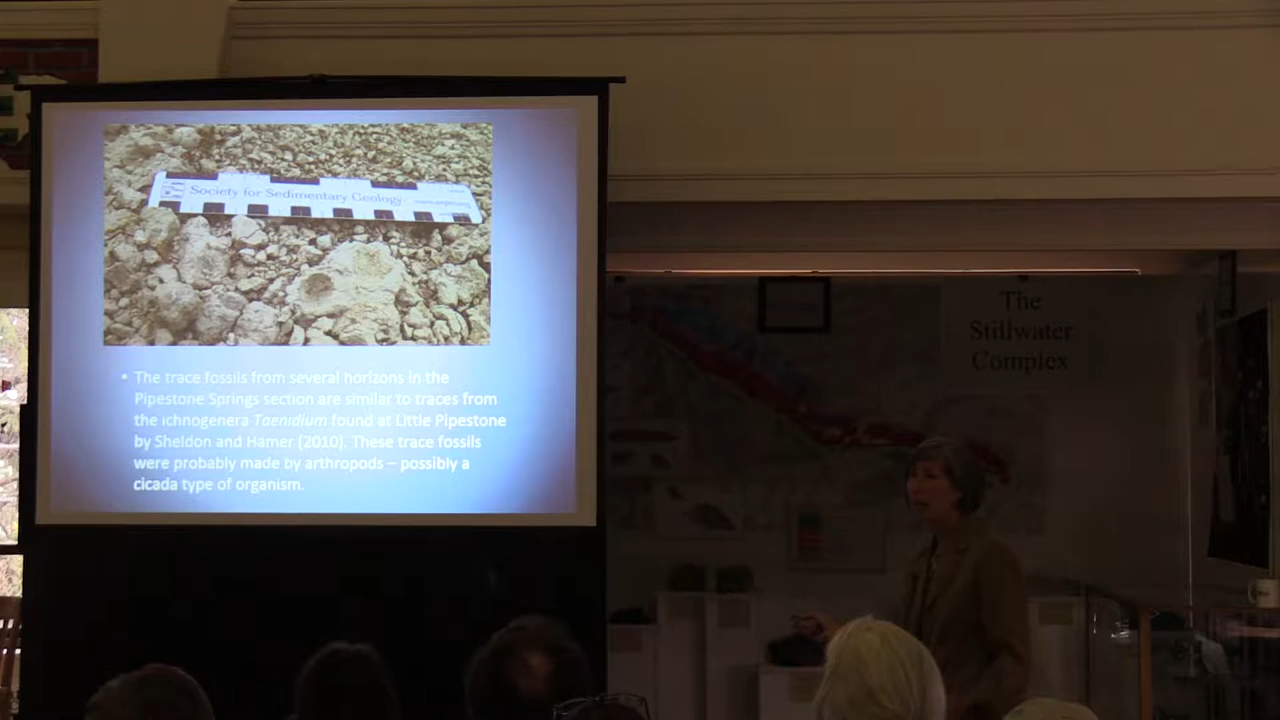 Society for Sedimentary Geology
• The trace fossils from several horizons in the
Pipestone Springs section are similar to traces from
the ichnogenera Taenidium found at Little Pipestone
by Sheldon and Hamer (2010). These trace fossils
were probably made by arthropods – possibly a
cicada type of organism.
The
Stillwater
Complex